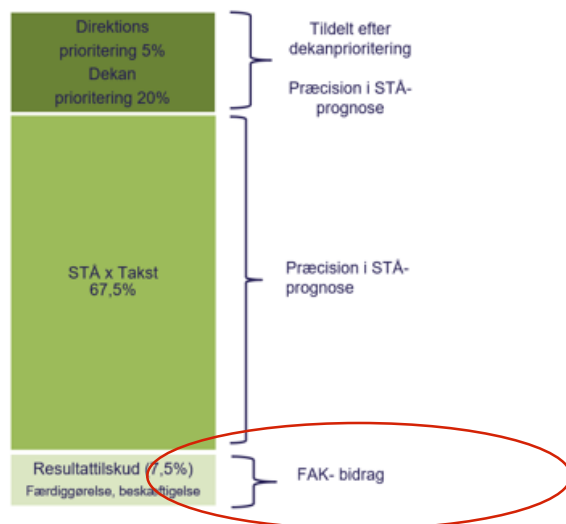 Direktions
prioritering 5%
Dekan
prioritering 20%
Tildelt efter
dekanprioritering
Præcision i STÅ-
prognose
STÅ x Takst
67,5%
Præcision i STÅ-
prognose
Resultattilskud (7,5%)
Færdiggørelse, beskæftigelse
FAK- bidrag